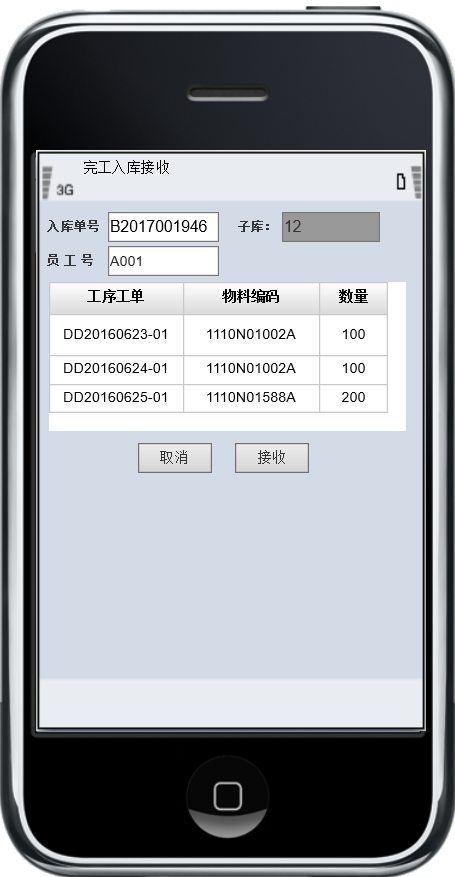 完工入库接收
3G
入库单号 B2017001946 子库： 12
员 工 号 A001
工序工单 物料编码 数量
DD20160623-01 1110N01002A 100
DD20160624-01 1110N01002A 100
DD20160625-01 1110N01588A 200
取消 接收